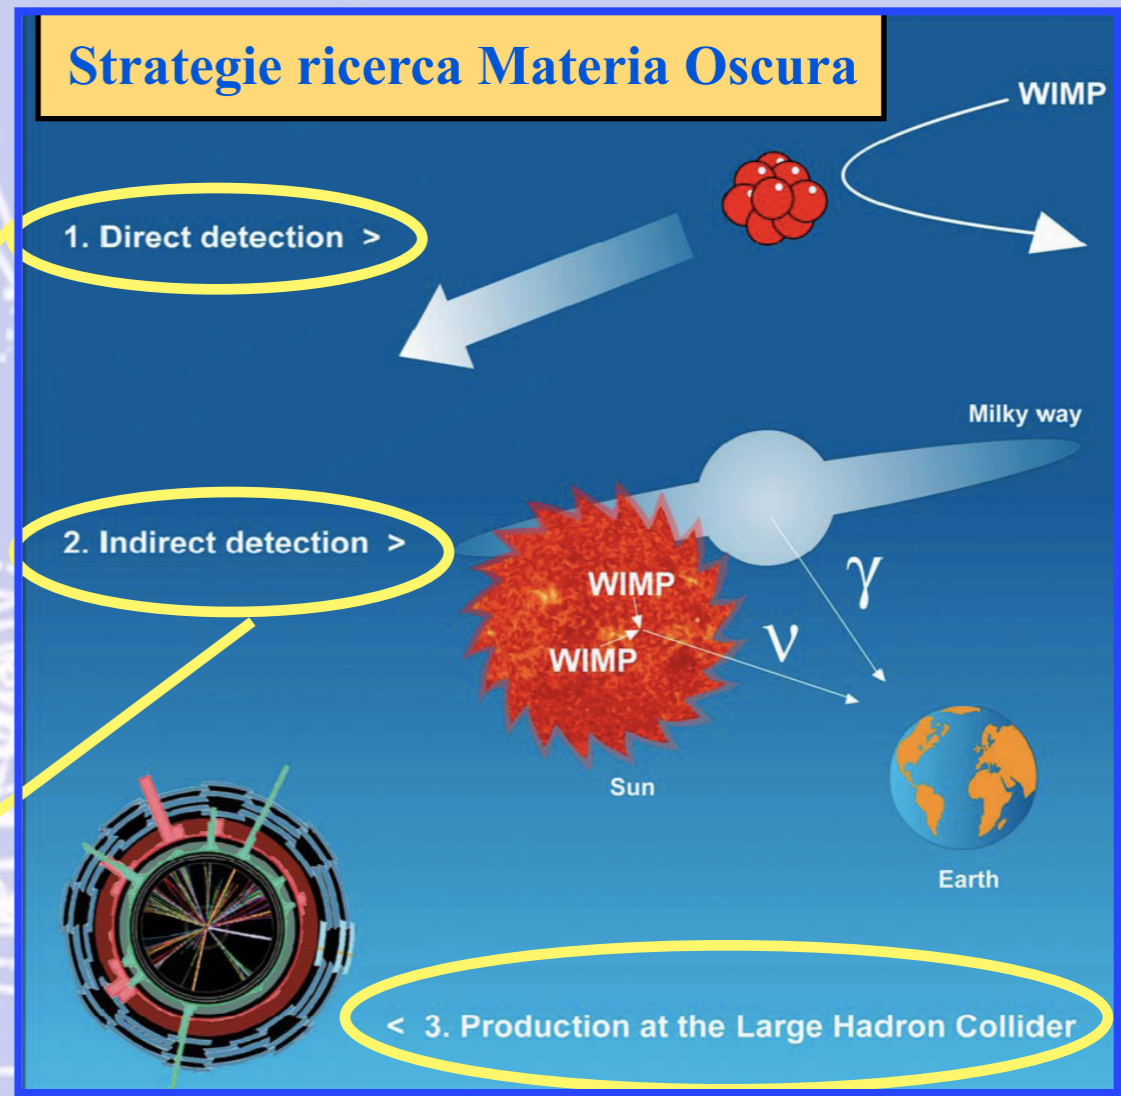 Strategie ricerca Materia Oscura
WIMP
1. Direct detection >
Milky way
2. Indirect detection >
WIMP
WIMP
γ
ν
Sun
Earth
< 3. Production at the Large Hadron Collider